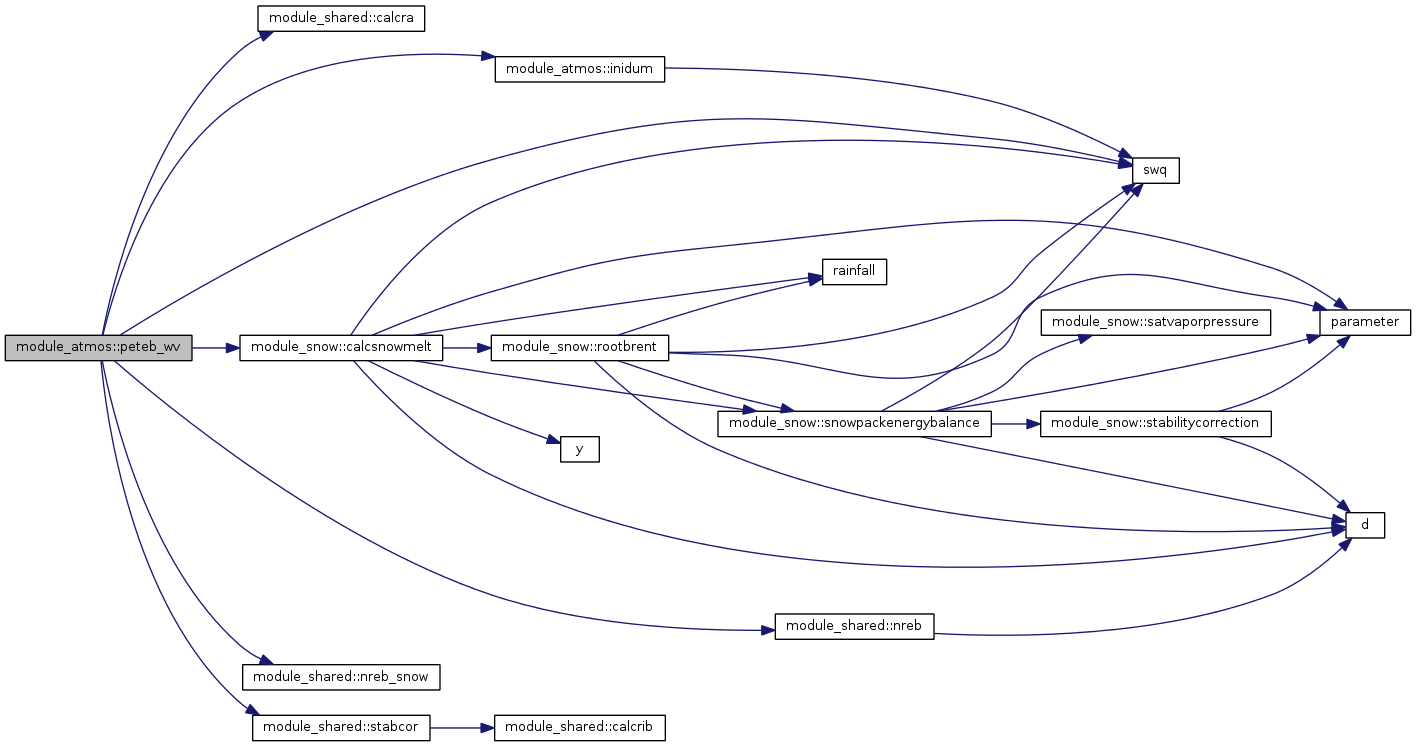 module_shared::calcra
module_atmos::inidum
swq
rainfall
module_snow::satvaporpressure
parameter
module_atmos::peteb_wv
module_snow::calcsnowmelt
module_snow::rootbrent
module_snow::snowpackenergybalance
module_snow::stabilitycorrection
y
d
module_shared::nreb
module_shared::nreb_snow
module_shared::stabcor
module_shared::calcrib